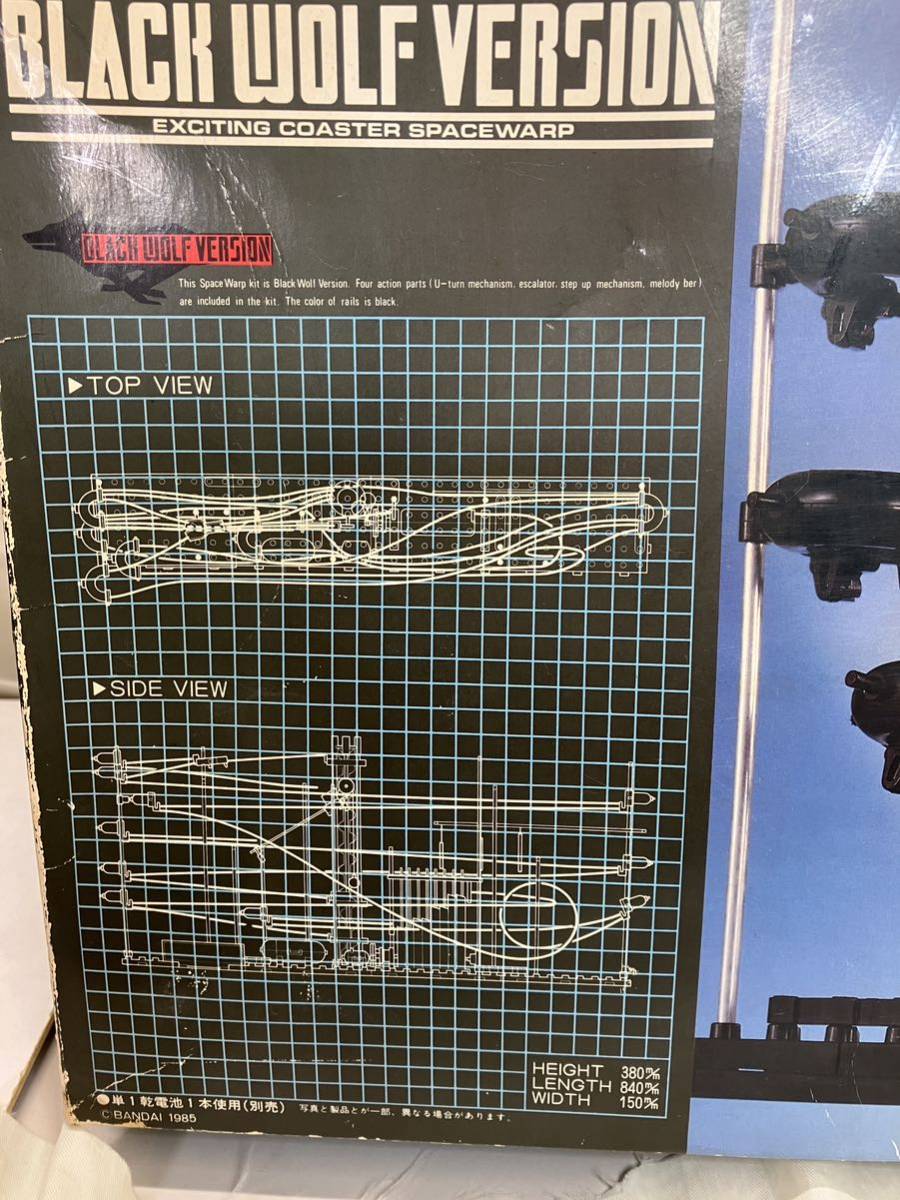 BLACK WOLF VERSION
EXCITING COASTER SPACEWARP
BLACK WOLF VERSION
This Space Warp kit is Black Wolf Version. Four action parts (U-turn mechanism, escalator, step up mechanism, melody ber)
are included in the kit. The color of rails is black.
▶TOP VIEW
▶SIDE VIEW
HEIGHT 380m/m
LENGTH 840m/m
WIDTH 150m/m
●単1乾電池1本使用(別売) 写真と製品とが一部、異なる場合があります。
©BANDAI 1985